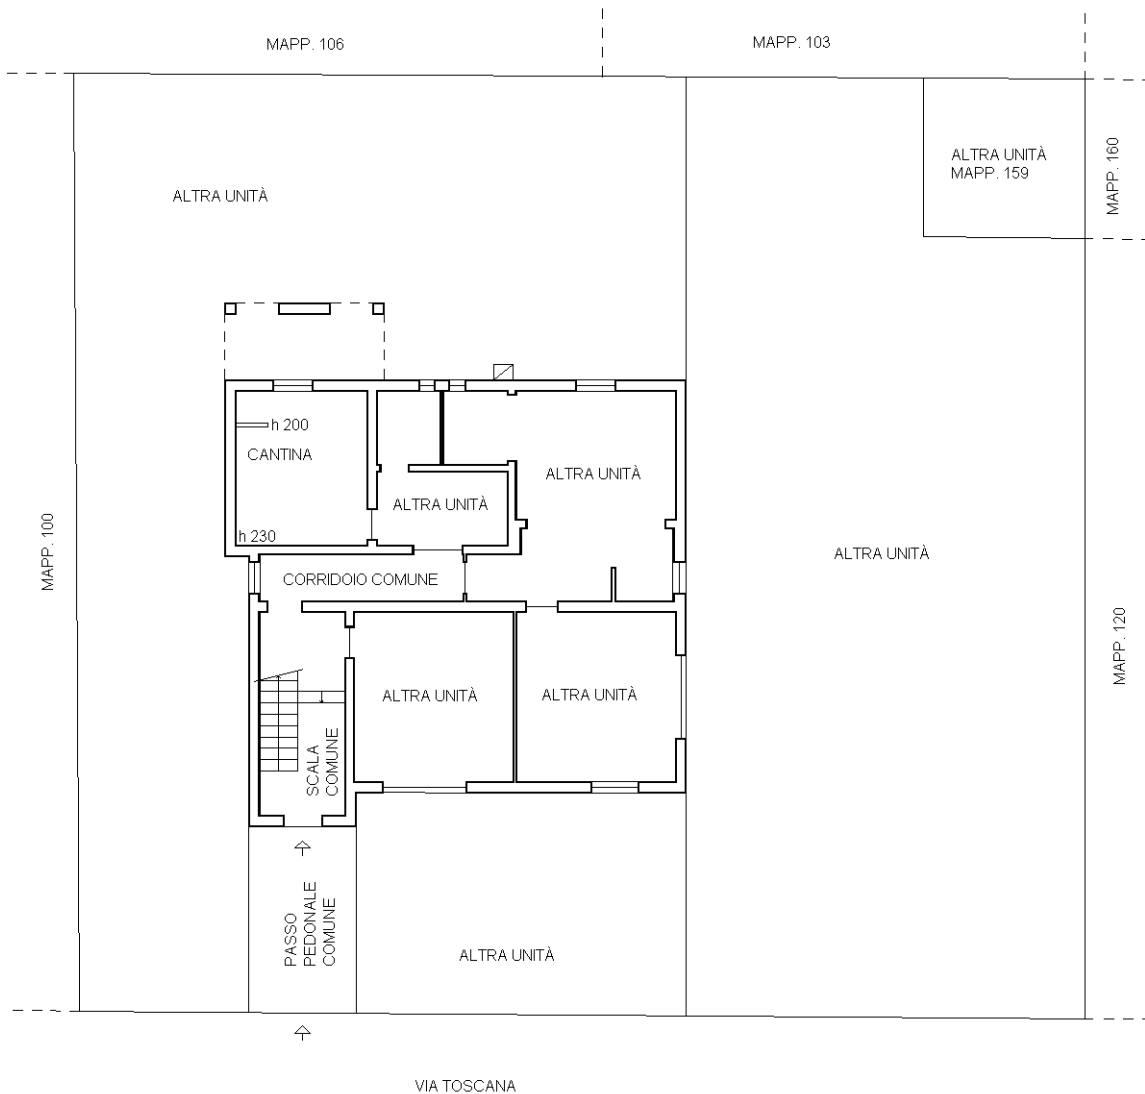 MAPP. 106
MAPP. 103
ALTRA UNITÀ
MAPP. 159
MAPP. 160
ALTRA UNITÀ
h 200
CANTINA
ALTRA UNITÀ
ALTRA UNITÀ
h 230
MAPP. 100
ALTRA UNITÀ
CORRIDOIO COMUNE
MAPP. 120
ALTRA UNITÀ
ALTRA UNITÀ
SCALA
COMUNE
PASSO
PEDONALE
COMUNE
ALTRA UNITÀ
VIA TOSCANA